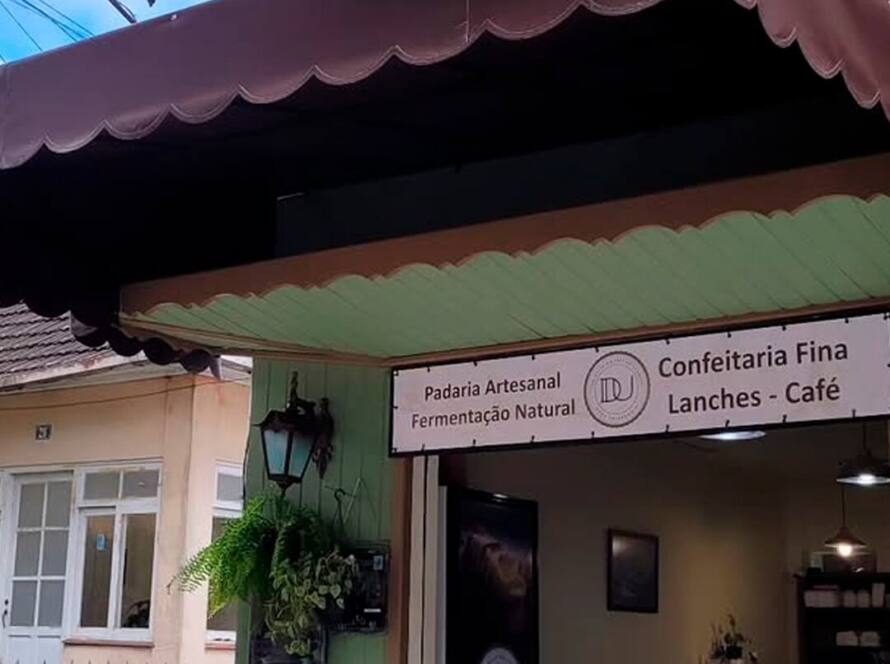 Padaria Artesanal
Fermentação Natural
DU
Confeitaria Fina
Lanches - Café